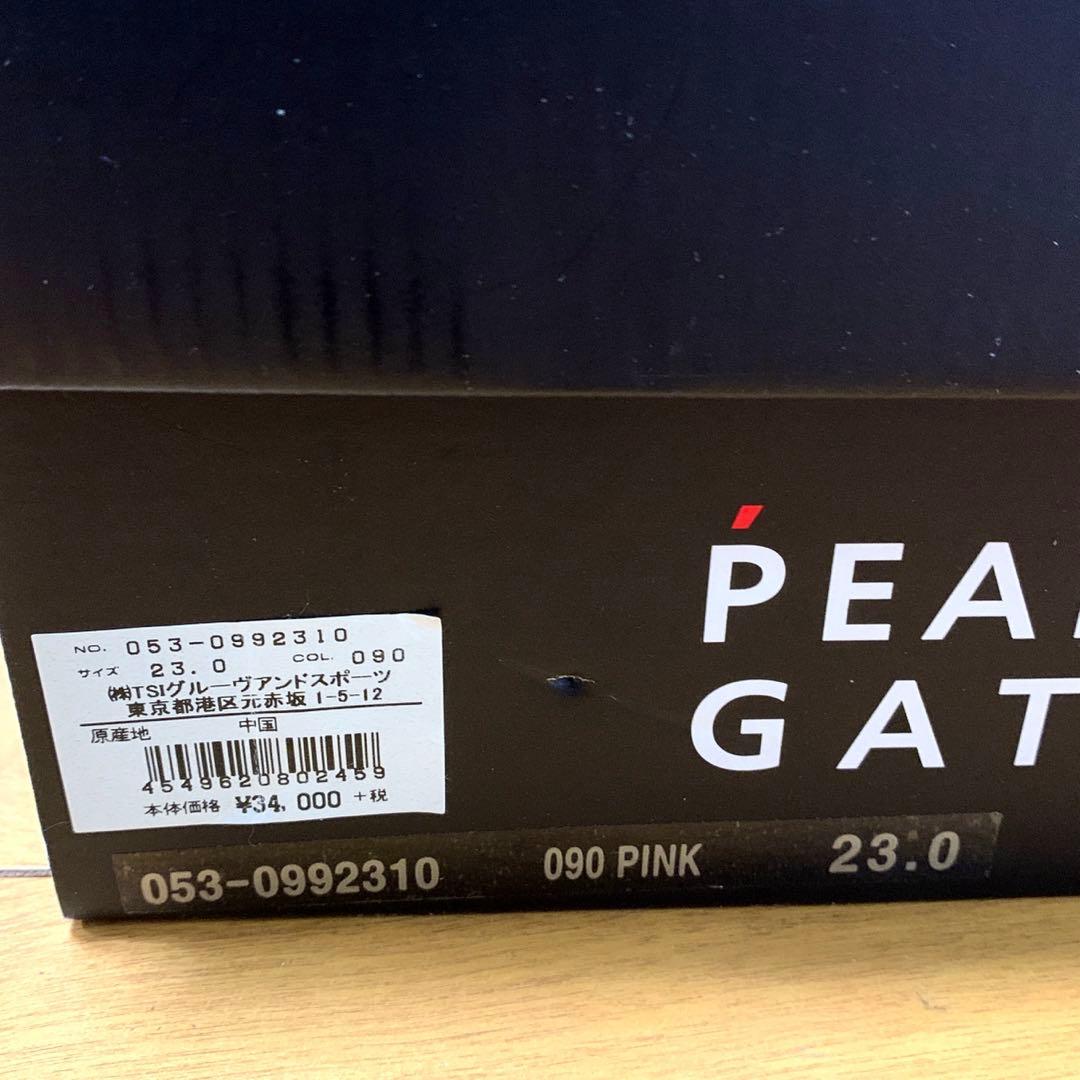 PEA
GAT
NO. 053-0992310
サイズ 23.0 COL. 090
㈱TSIグルーヴアンドスポーツ
東京都港区元赤坂 1-5-12
原産地 中国
4549620802459
本体価格 ¥34,000 +税
053-0992310 090 PINK 23.0